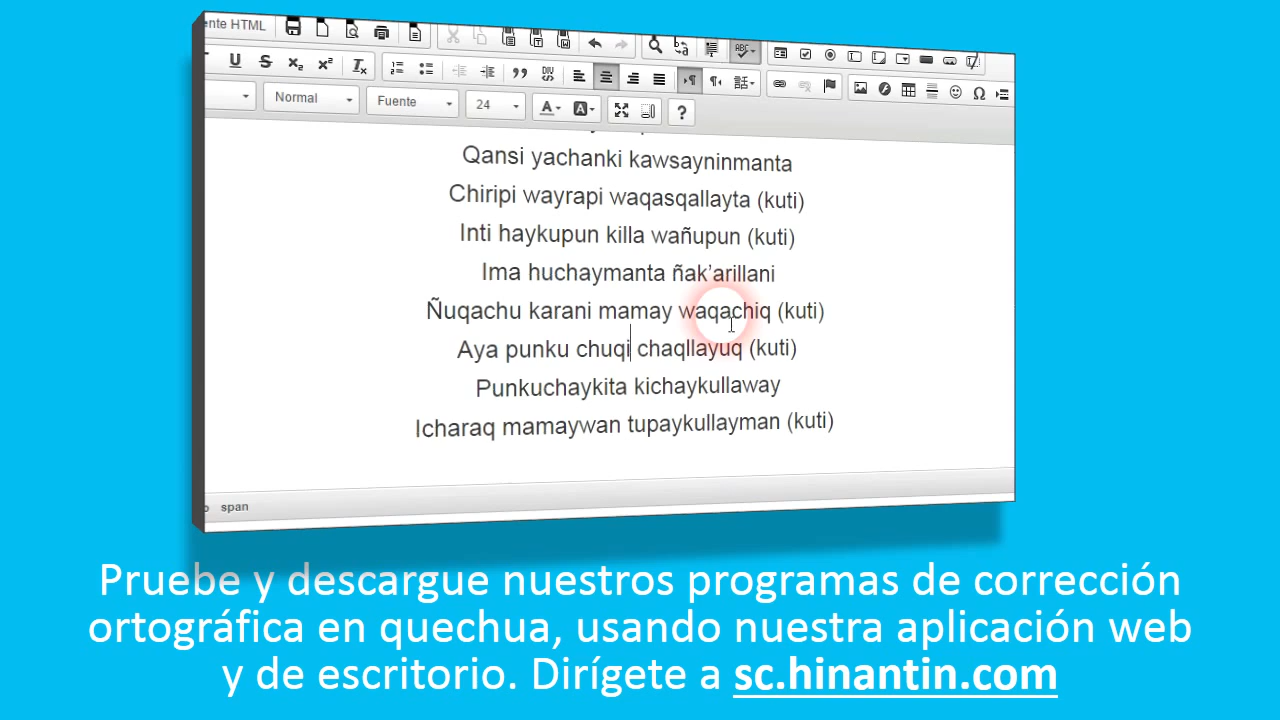 ente HTML
Normal Fuente 24
Qansi yachanki kawsayninmanta
Chiripi wayrapi waqasqallayta (kuti)
Inti haykupun killa wañupun (kuti)
Ima huchaymanta ñak'arillani
Ñuqachu karani mamay waqachiq (kuti)
Aya punku chuqi chaqllayuq (kuti)
Punkuchaykita kichaykullaway
Icharaq mamaywan tupaykullayman (kuti)
span
Pruebe y descargue nuestros programas de corrección
ortográfica en quechua, usando nuestra aplicación web
y de escritorio. Dirígete a sc.hinantin.com